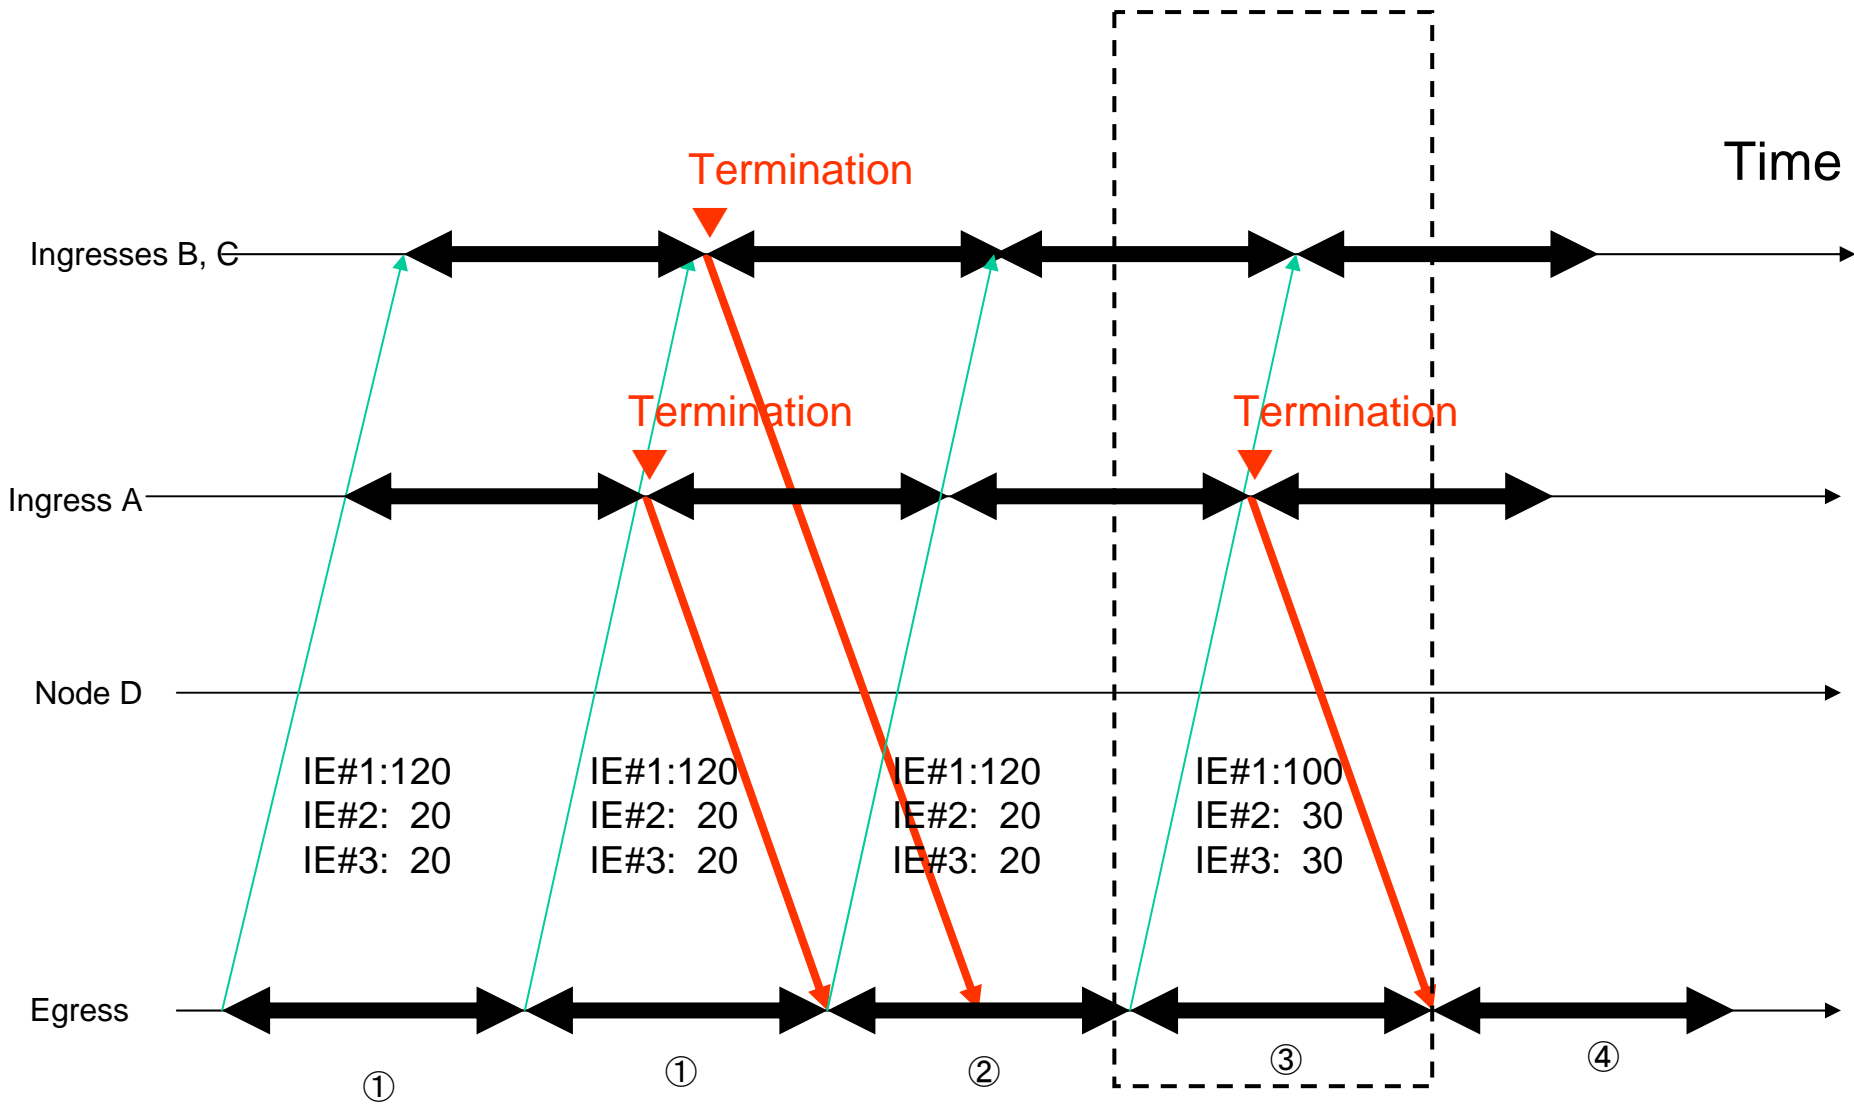 Termination
Time
Ingresses B, C
Termination
Termination
Ingress A
Node D
IE#1:120
IE#2: 20
IE#3: 20
IE#1:120
IE#2: 20
IE#3: 20
IE#1:120
IE#2: 20
IE#3: 20
IE#1:100
IE#2: 30
IE#3: 30
Egress
①
①
②
③
④